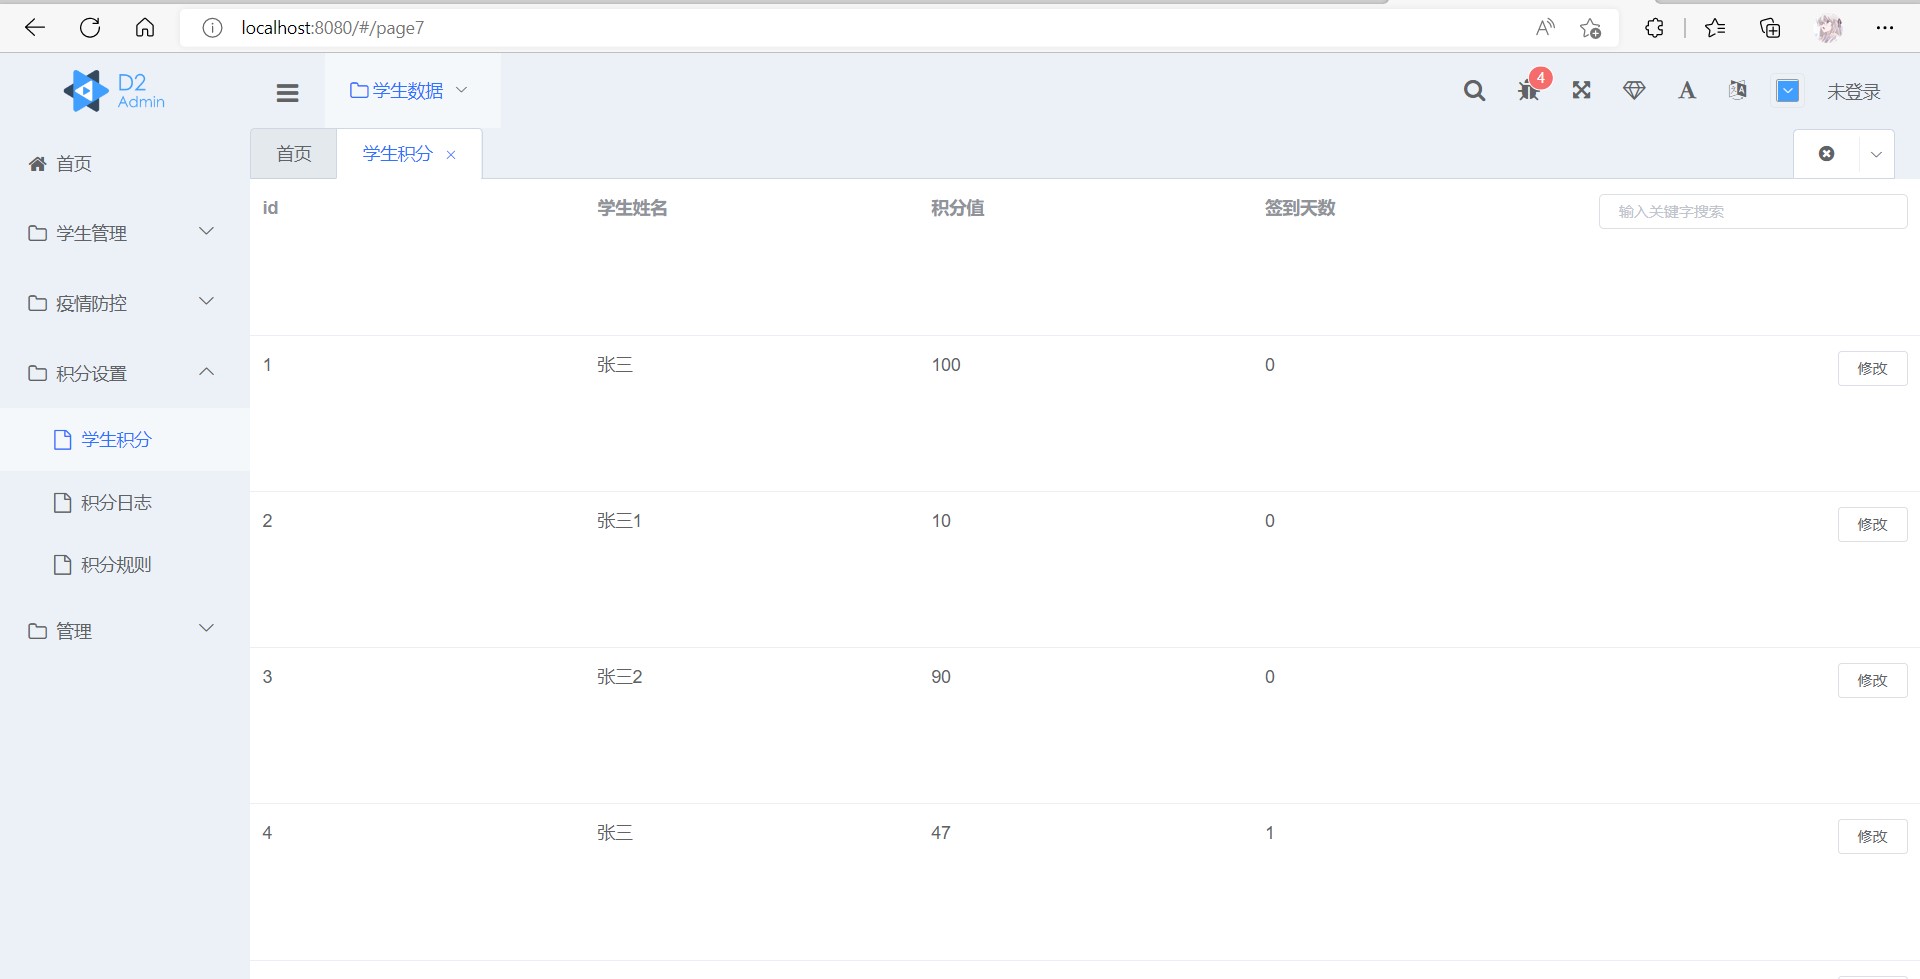 localhost:8080/#/page7
D2
Admin
学生数据
4
未登录
首页
学生积分
首页
学生管理
疫情防控
积分设置
学生积分
积分日志
积分规则
管理
id 学生姓名 积分值 签到天数 输入关键字搜索
1 张三 100 0 修改
2 张三1 10 0 修改
3 张三2 90 0 修改
4 张三 47 1 修改